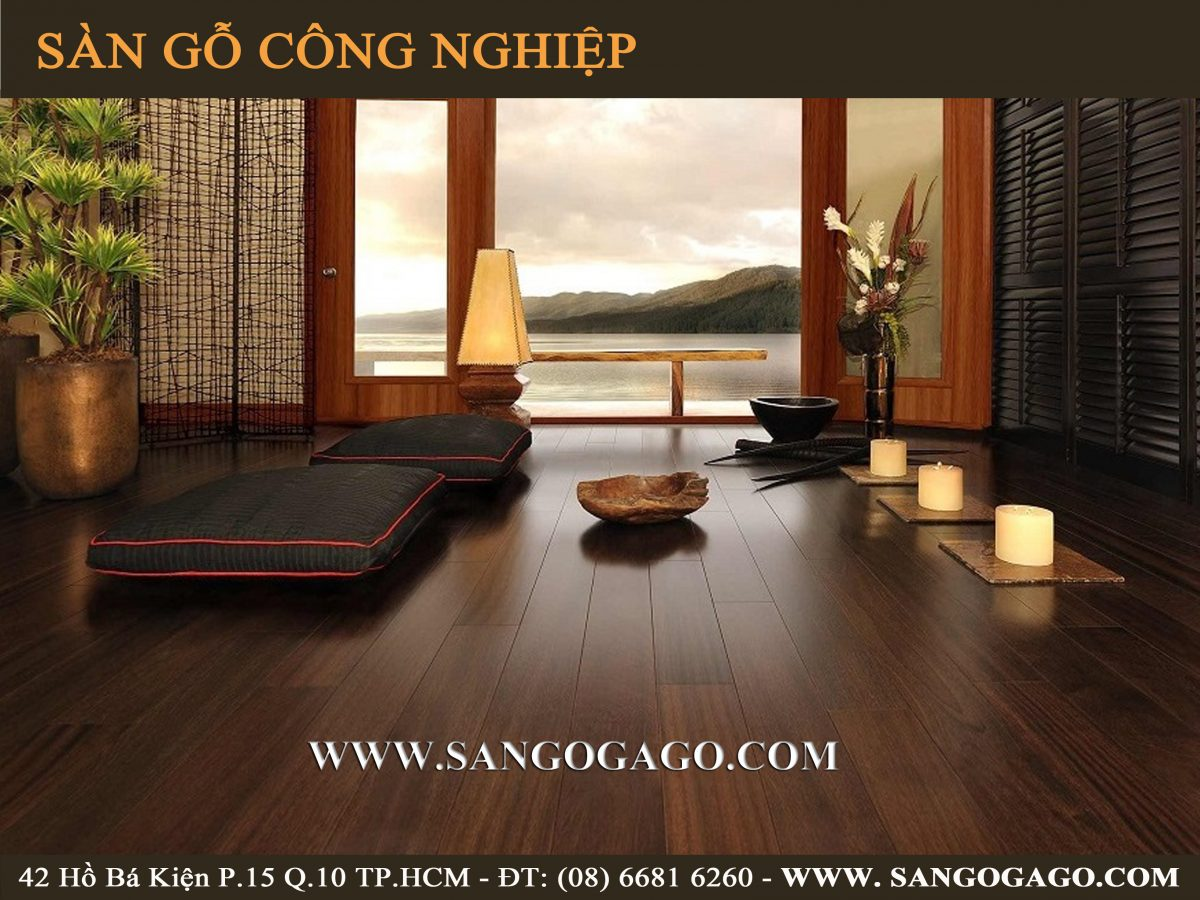 SÀN GỖ CÔNG NGHIỆP
WWW.SANGOGAGO.COM
42 Hồ Bá Kiện P.15 Q.10 TP.HCM - ĐT: (08) 6681 6260 - WWW. SANGOGAGO.COM